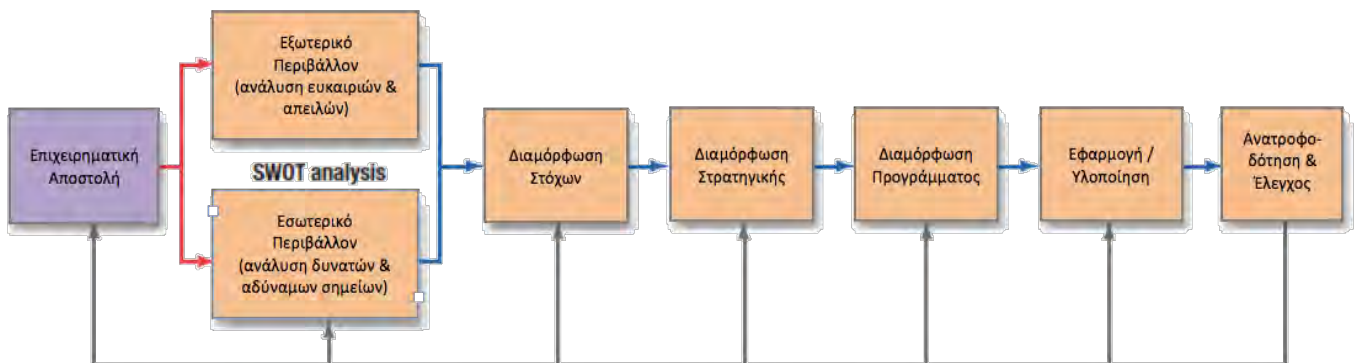 Επιχειρηματική
Αποστολή
Εξωτερικό
Περιβάλλον
(ανάλυση ευκαιριών &
απειλών)
SWOT analysis
Εσωτερικό
Περιβάλλον
(ανάλυση δυνατών &
αδύναμων σημείων)
Διαμόρφωση
Στόχων
Διαμόρφωση
Στρατηγικής
Διαμόρφωση
Προγράμματος
Εφαρμογή /
Υλοποίηση
Ανατροφο-
δότηση &
Έλεγχος